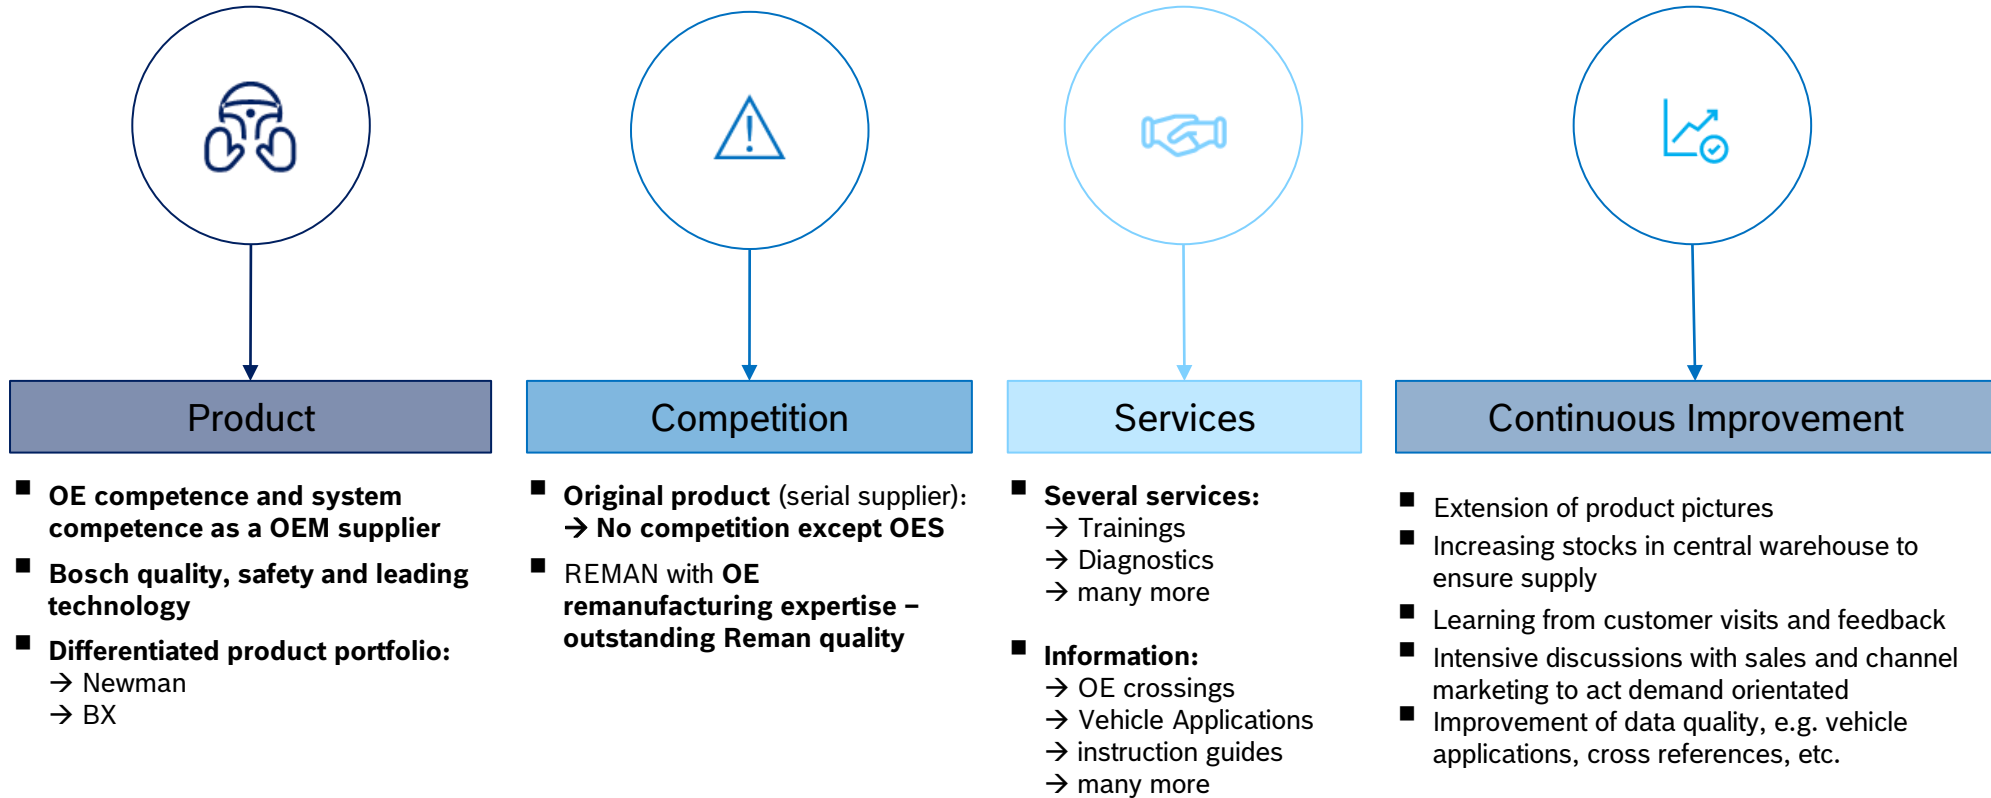 Product
■ OE competence and system
competence as a OEM supplier
■ Bosch quality, safety and leading
technology
■ Differentiated product portfolio:
→ Newman
→ BX
Competition
■ Original product (serial supplier):
→ No competition except OES
■ REMAN with OE
remanufacturing expertise –
outstanding Reman quality
Services
■ Several services:
→ Trainings
→ Diagnostics
→ many more
■ Information:
→ OE crossings
→ Vehicle Applications
→ instruction guides
→ many more
Continuous Improvement
■ Extension of product pictures
■ Increasing stocks in central warehouse to
ensure supply
■ Learning from customer visits and feedback
■ Intensive discussions with sales and channel
marketing to act demand orientated
■ Improvement of data quality, e.g. vehicle
applications, cross references, etc.